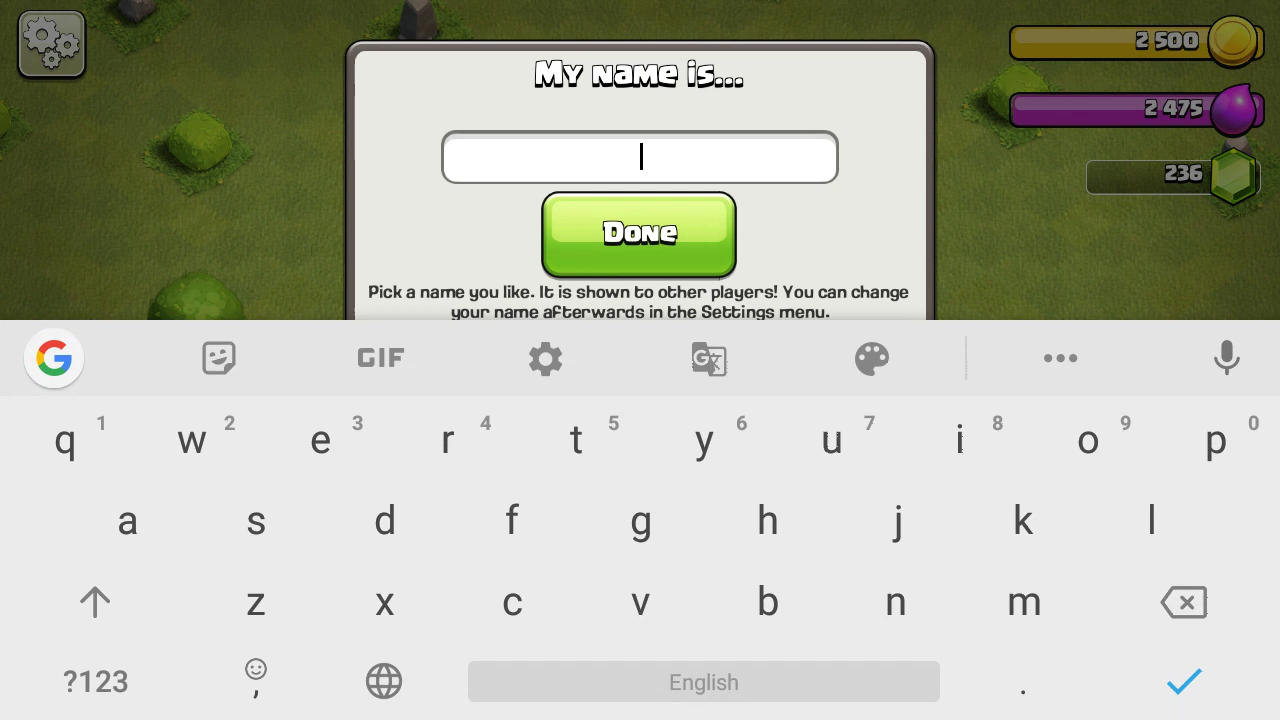 My name is...
2 500
2 475
236
Done
Pick a name you like. It is shown to other players! You can change
your name afterwards in the Settings menu.
G GIF G ...
q 1 w 2 e 3 r 4 t 5 y 6 u 7 i 8 o 9 p 0
a s d f g h j k l
z x c v b n m
?123 , English .